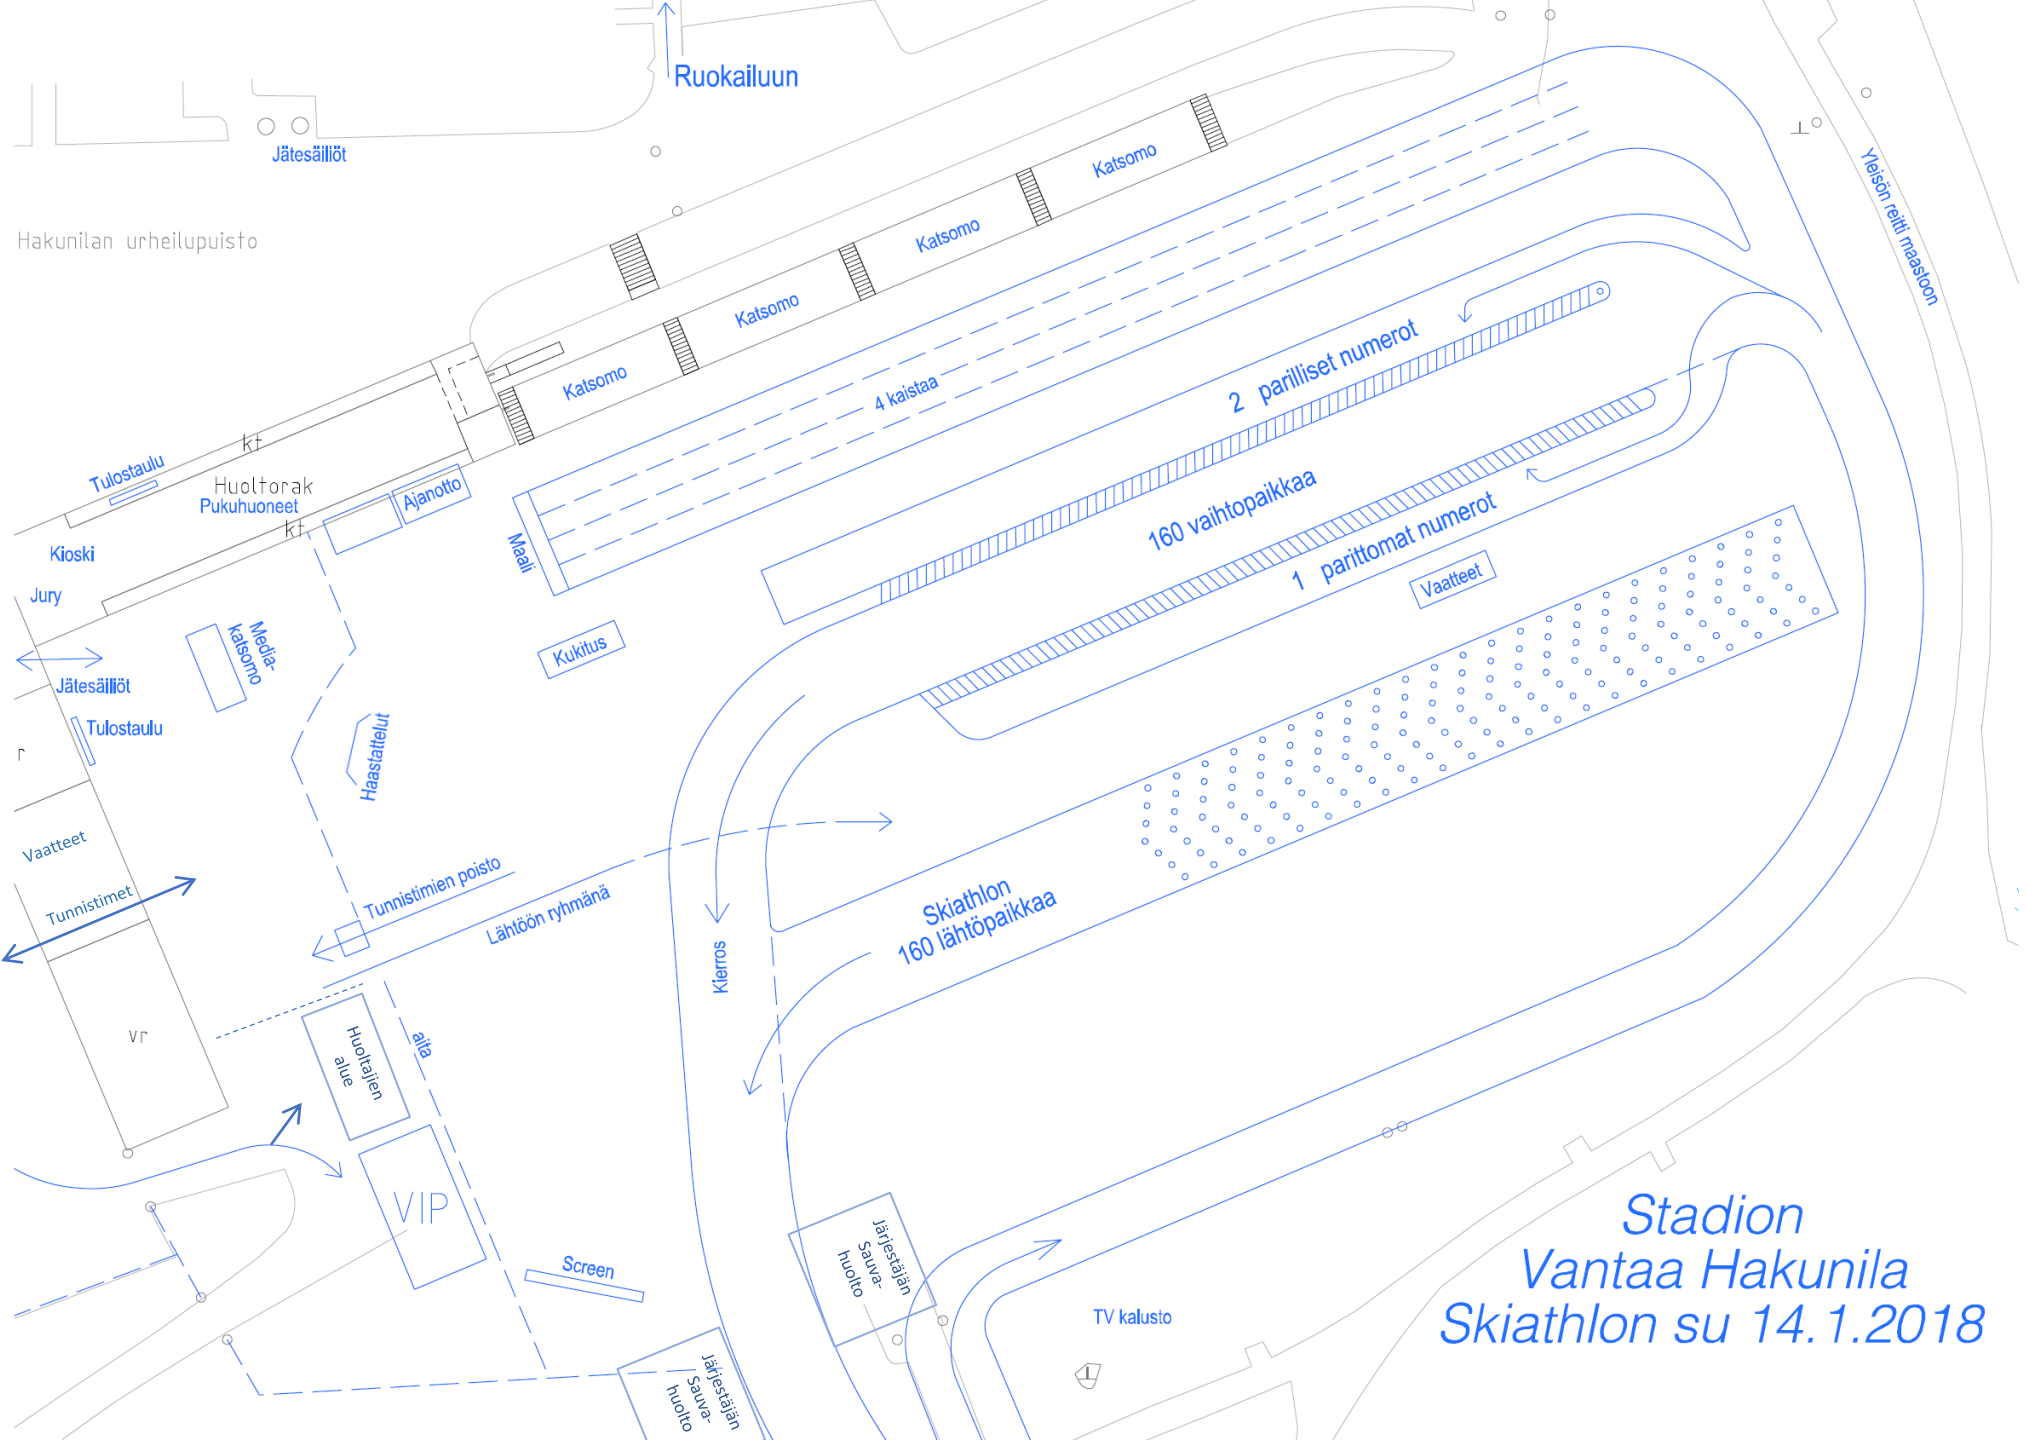 Ruokailuun
Jätesäiliöt
Hakunilan urheilupuisto
Yleisön reitti maastoon
Katsomo
Katsomo
Katsomo
Katsomo
4 kaistaa
2 parilliset numerot
160 vaihtopaikkaa
1 parittomat numerot
Vaatteet
kt
Tulostaulu
Huoltorak
Pukuhuoneet
kt
Ajanotto
Maali
Kioski
Jury
Media-
katsomo
Kukitus
Jätesäiliöt
Tulostaulu
Haastattelut
r
Vaatteet
Tunnistimet
Tunnistimien poisto
Lähtöön ryhmänä
Kierros
Skiathlon
160 lähtöpaikkaa
vr
Huoltajien
alue
aita
VIP
Screen
Järjestäjän
Sauva-
huolto
Järjestäjän
Sauva-
huolto
TV kalusto
Stadion
Vantaa Hakunila
Skiathlon su 14.1.2018